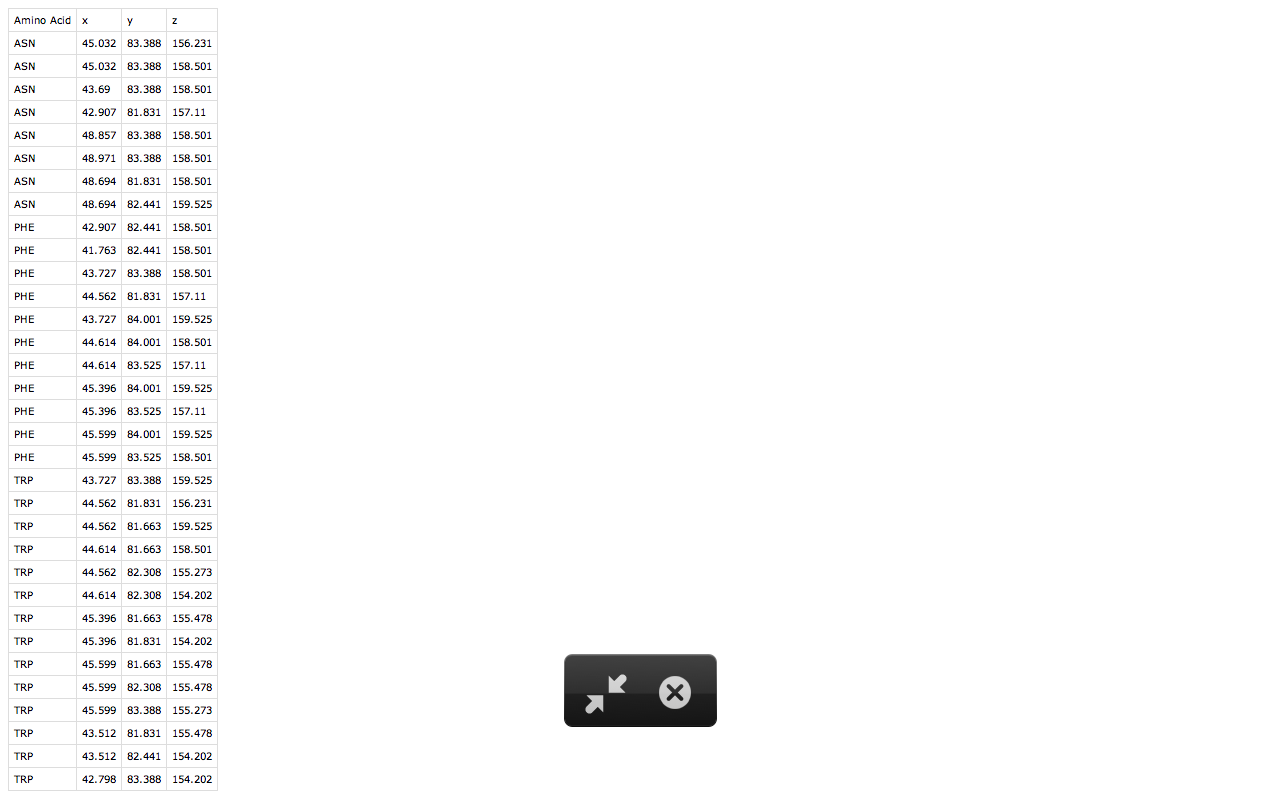 Amino Acid x y z
ASN 45.032 83.388 156.231
ASN 45.032 83.388 158.501
ASN 43.69 83.388 158.501
ASN 42.907 81.831 157.11
ASN 48.857 83.388 158.501
ASN 48.971 83.388 158.501
ASN 48.694 81.831 158.501
ASN 48.694 82.441 159.525
PHE 42.907 82.441 158.501
PHE 41.763 82.441 158.501
PHE 43.727 83.388 158.501
PHE 44.562 81.831 157.11
PHE 43.727 84.001 159.525
PHE 44.614 84.001 158.501
PHE 44.614 83.525 157.11
PHE 45.396 84.001 159.525
PHE 45.396 83.525 157.11
PHE 45.599 84.001 159.525
PHE 45.599 83.525 158.501
TRP 43.727 83.388 159.525
TRP 44.562 81.831 156.231
TRP 44.562 81.663 159.525
TRP 44.614 81.663 158.501
TRP 44.562 82.308 155.273
TRP 44.614 82.308 154.202
TRP 45.396 81.663 155.478
TRP 45.396 81.831 154.202
TRP 45.599 81.663 155.478
TRP 45.599 82.308 155.478
TRP 45.599 83.388 155.273
TRP 43.512 81.831 155.478
TRP 43.512 82.441 154.202
TRP 42.798 83.388 154.202